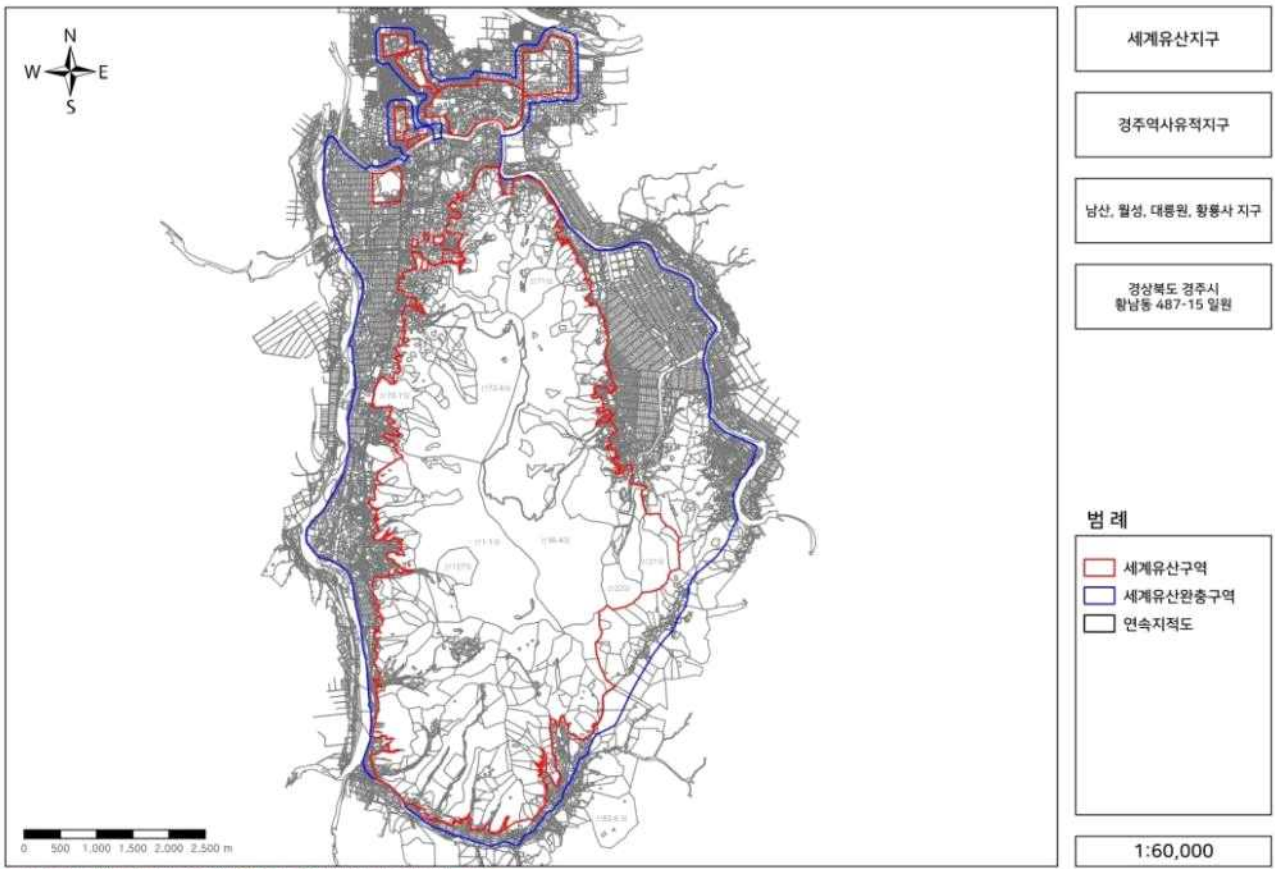 N
W E
S
세계유산지구
경주역사유적지구
남산, 월성, 대릉원, 황룡사 지구
경상북도 경주시
황남동 487-15 일원
범 례
세계유산구역
세계유산완충구역
연속지적도
0 500 1,000 1,500 2,000 2,500 m
1:60,000